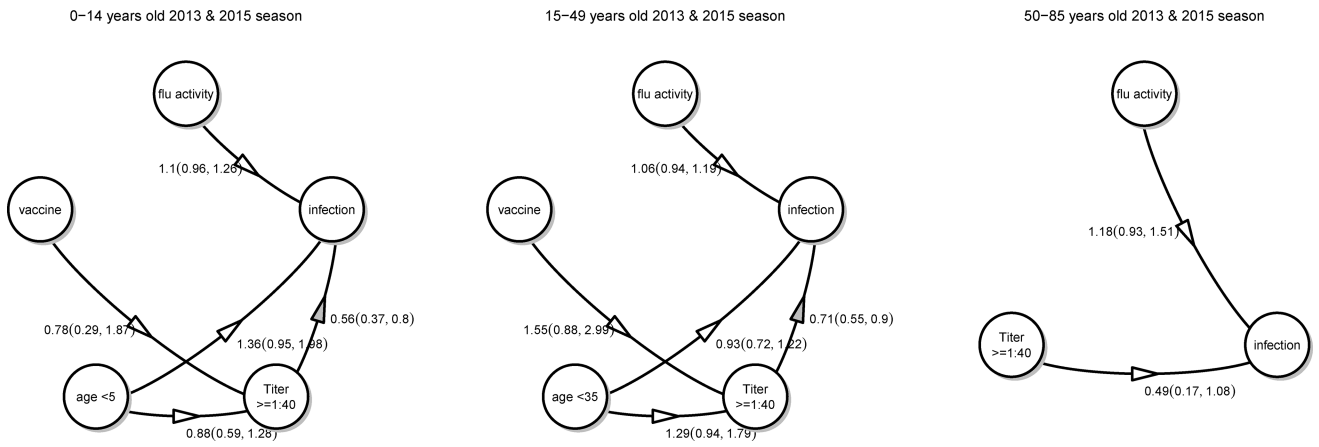 0−14 years old 2013 & 2015 season
flu activity
1.1(0.96, 1.26)
vaccine
infection
0.78(0.29, 1.87)
1.36(0.95, 1.98)
0.56(0.37, 0.8)
age <5
Titer
>=1:40
0.88(0.59, 1.28)
15−49 years old 2013 & 2015 season
flu activity
1.06(0.94, 1.19)
vaccine
infection
1.55(0.88, 2.99)
0.93(0.72, 1.22)
0.71(0.55, 0.9)
age <35
Titer
>=1:40
1.29(0.94, 1.79)
50−85 years old 2013 & 2015 season
flu activity
1.18(0.93, 1.51)
Titer
>=1:40
infection
0.49(0.17, 1.08)